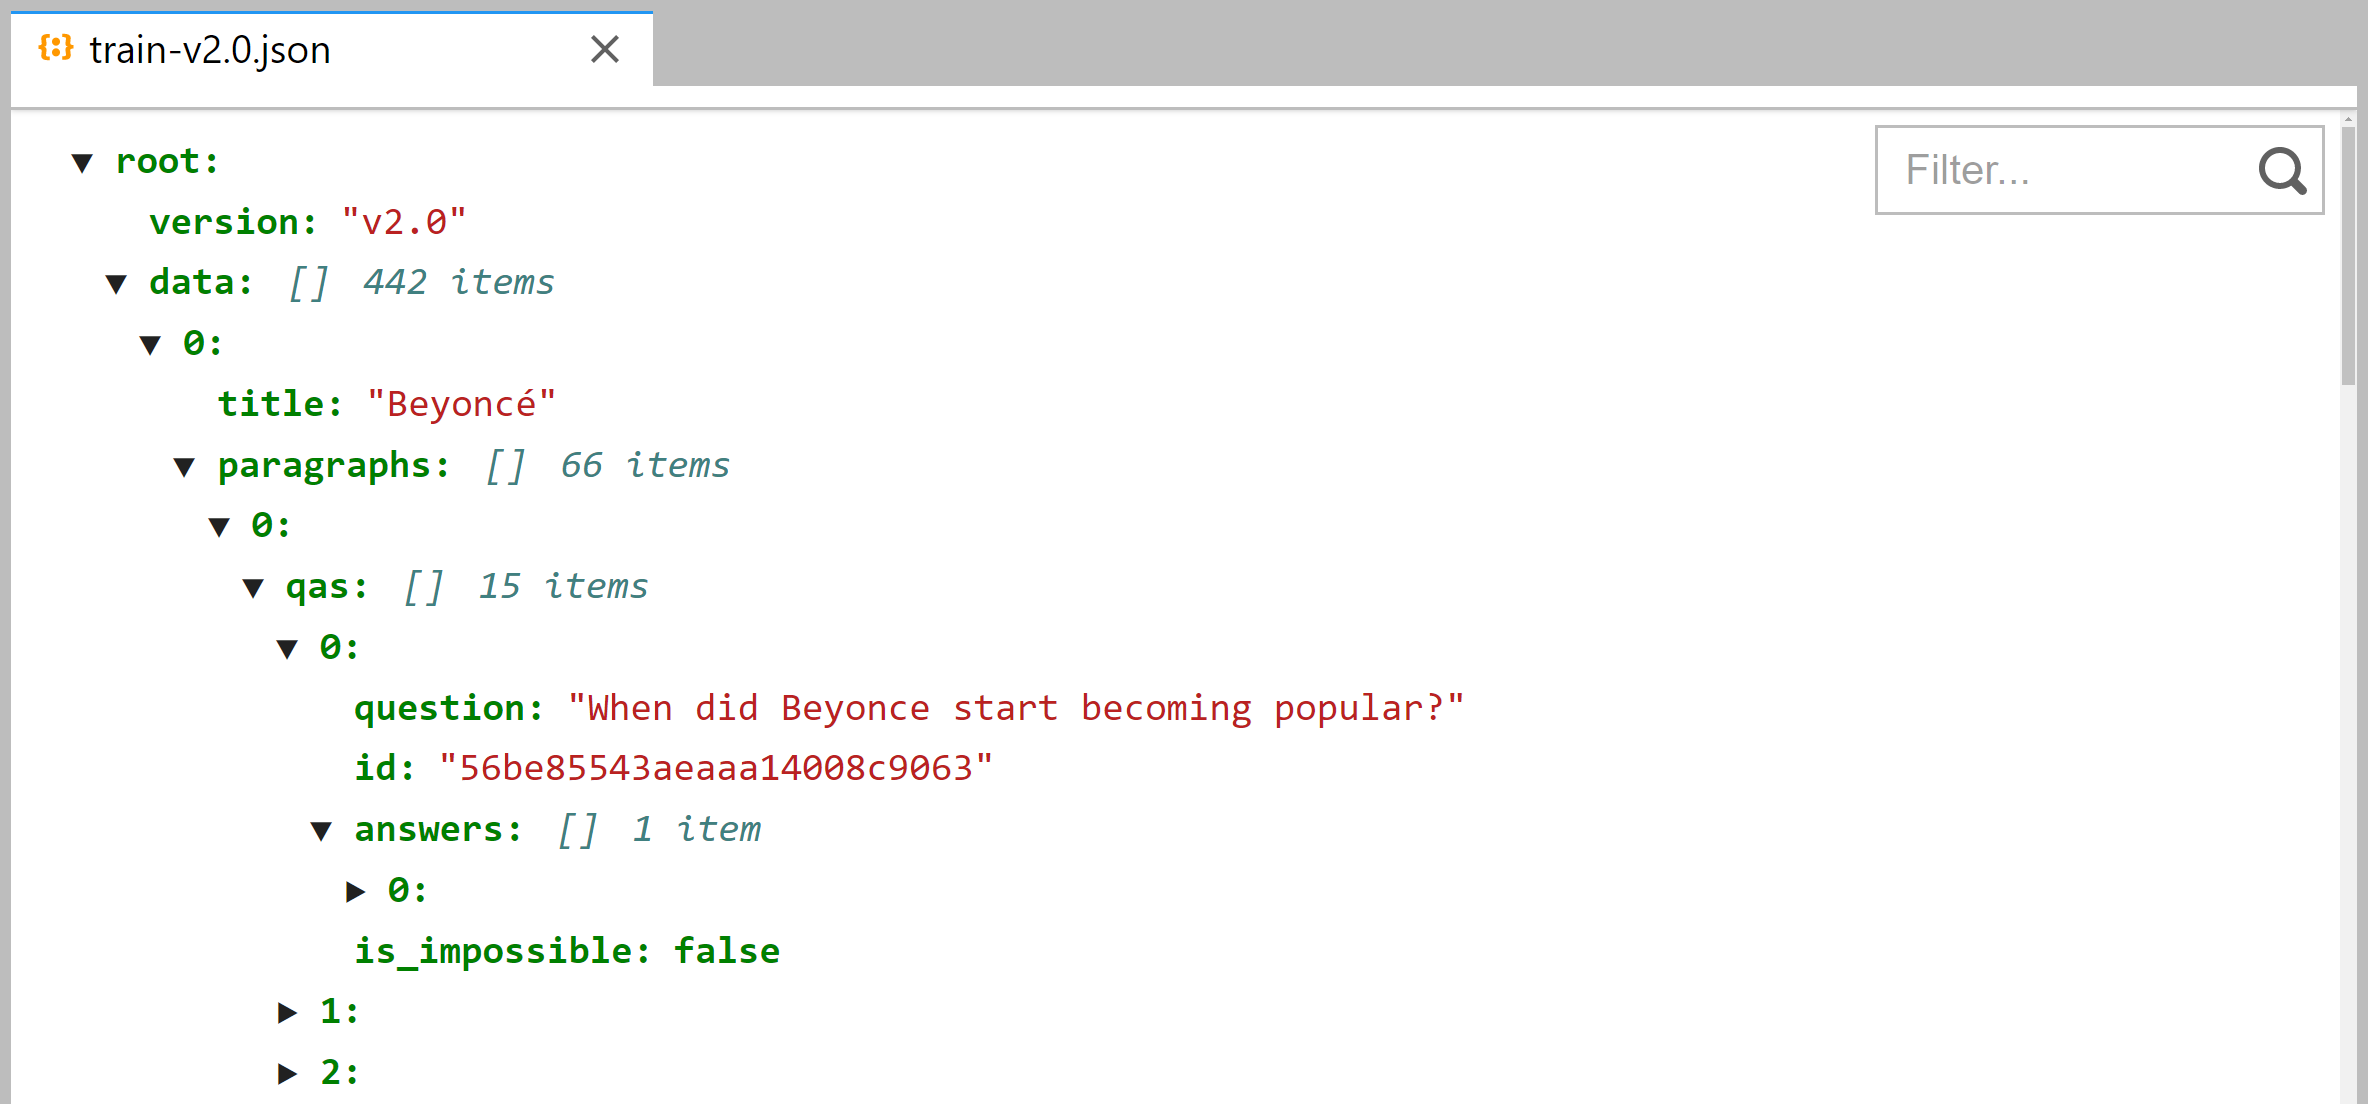 train-v2.0.json
Filter...
root:
version: "v2.0"
data: [] 442 items
0:
title: "Beyoncé"
paragraphs: [] 66 items
0:
qas: [] 15 items
0:
question: "When did Beyonce start becoming popular?"
id: "56be85543aeaaa14008c9063"
answers: [] 1 item
0:
is_impossible: false
1:
2: